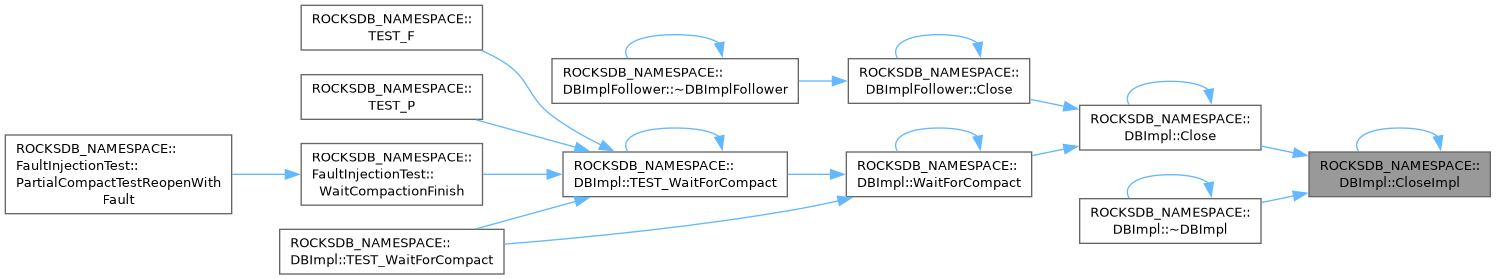 ROCKSDB_NAMESPACE::
TEST_F
ROCKSDB_NAMESPACE::
DBImplFollower::~DBImplFollower
ROCKSDB_NAMESPACE::
DBImplFollower::Close
ROCKSDB_NAMESPACE::
TEST_P
ROCKSDB_NAMESPACE::
DBImpl::Close
ROCKSDB_NAMESPACE::
FaultInjectionTest::
PartialCompactTestReopenWith
Fault
ROCKSDB_NAMESPACE::
FaultInjectionTest::
WaitCompactionFinish
ROCKSDB_NAMESPACE::
DBImpl::TEST_WaitForCompact
ROCKSDB_NAMESPACE::
DBImpl::WaitForCompact
ROCKSDB_NAMESPACE::
DBImpl::CloseImpl
ROCKSDB_NAMESPACE::
DBImpl::~DBImpl
ROCKSDB_NAMESPACE::
DBImpl::TEST_WaitForCompact